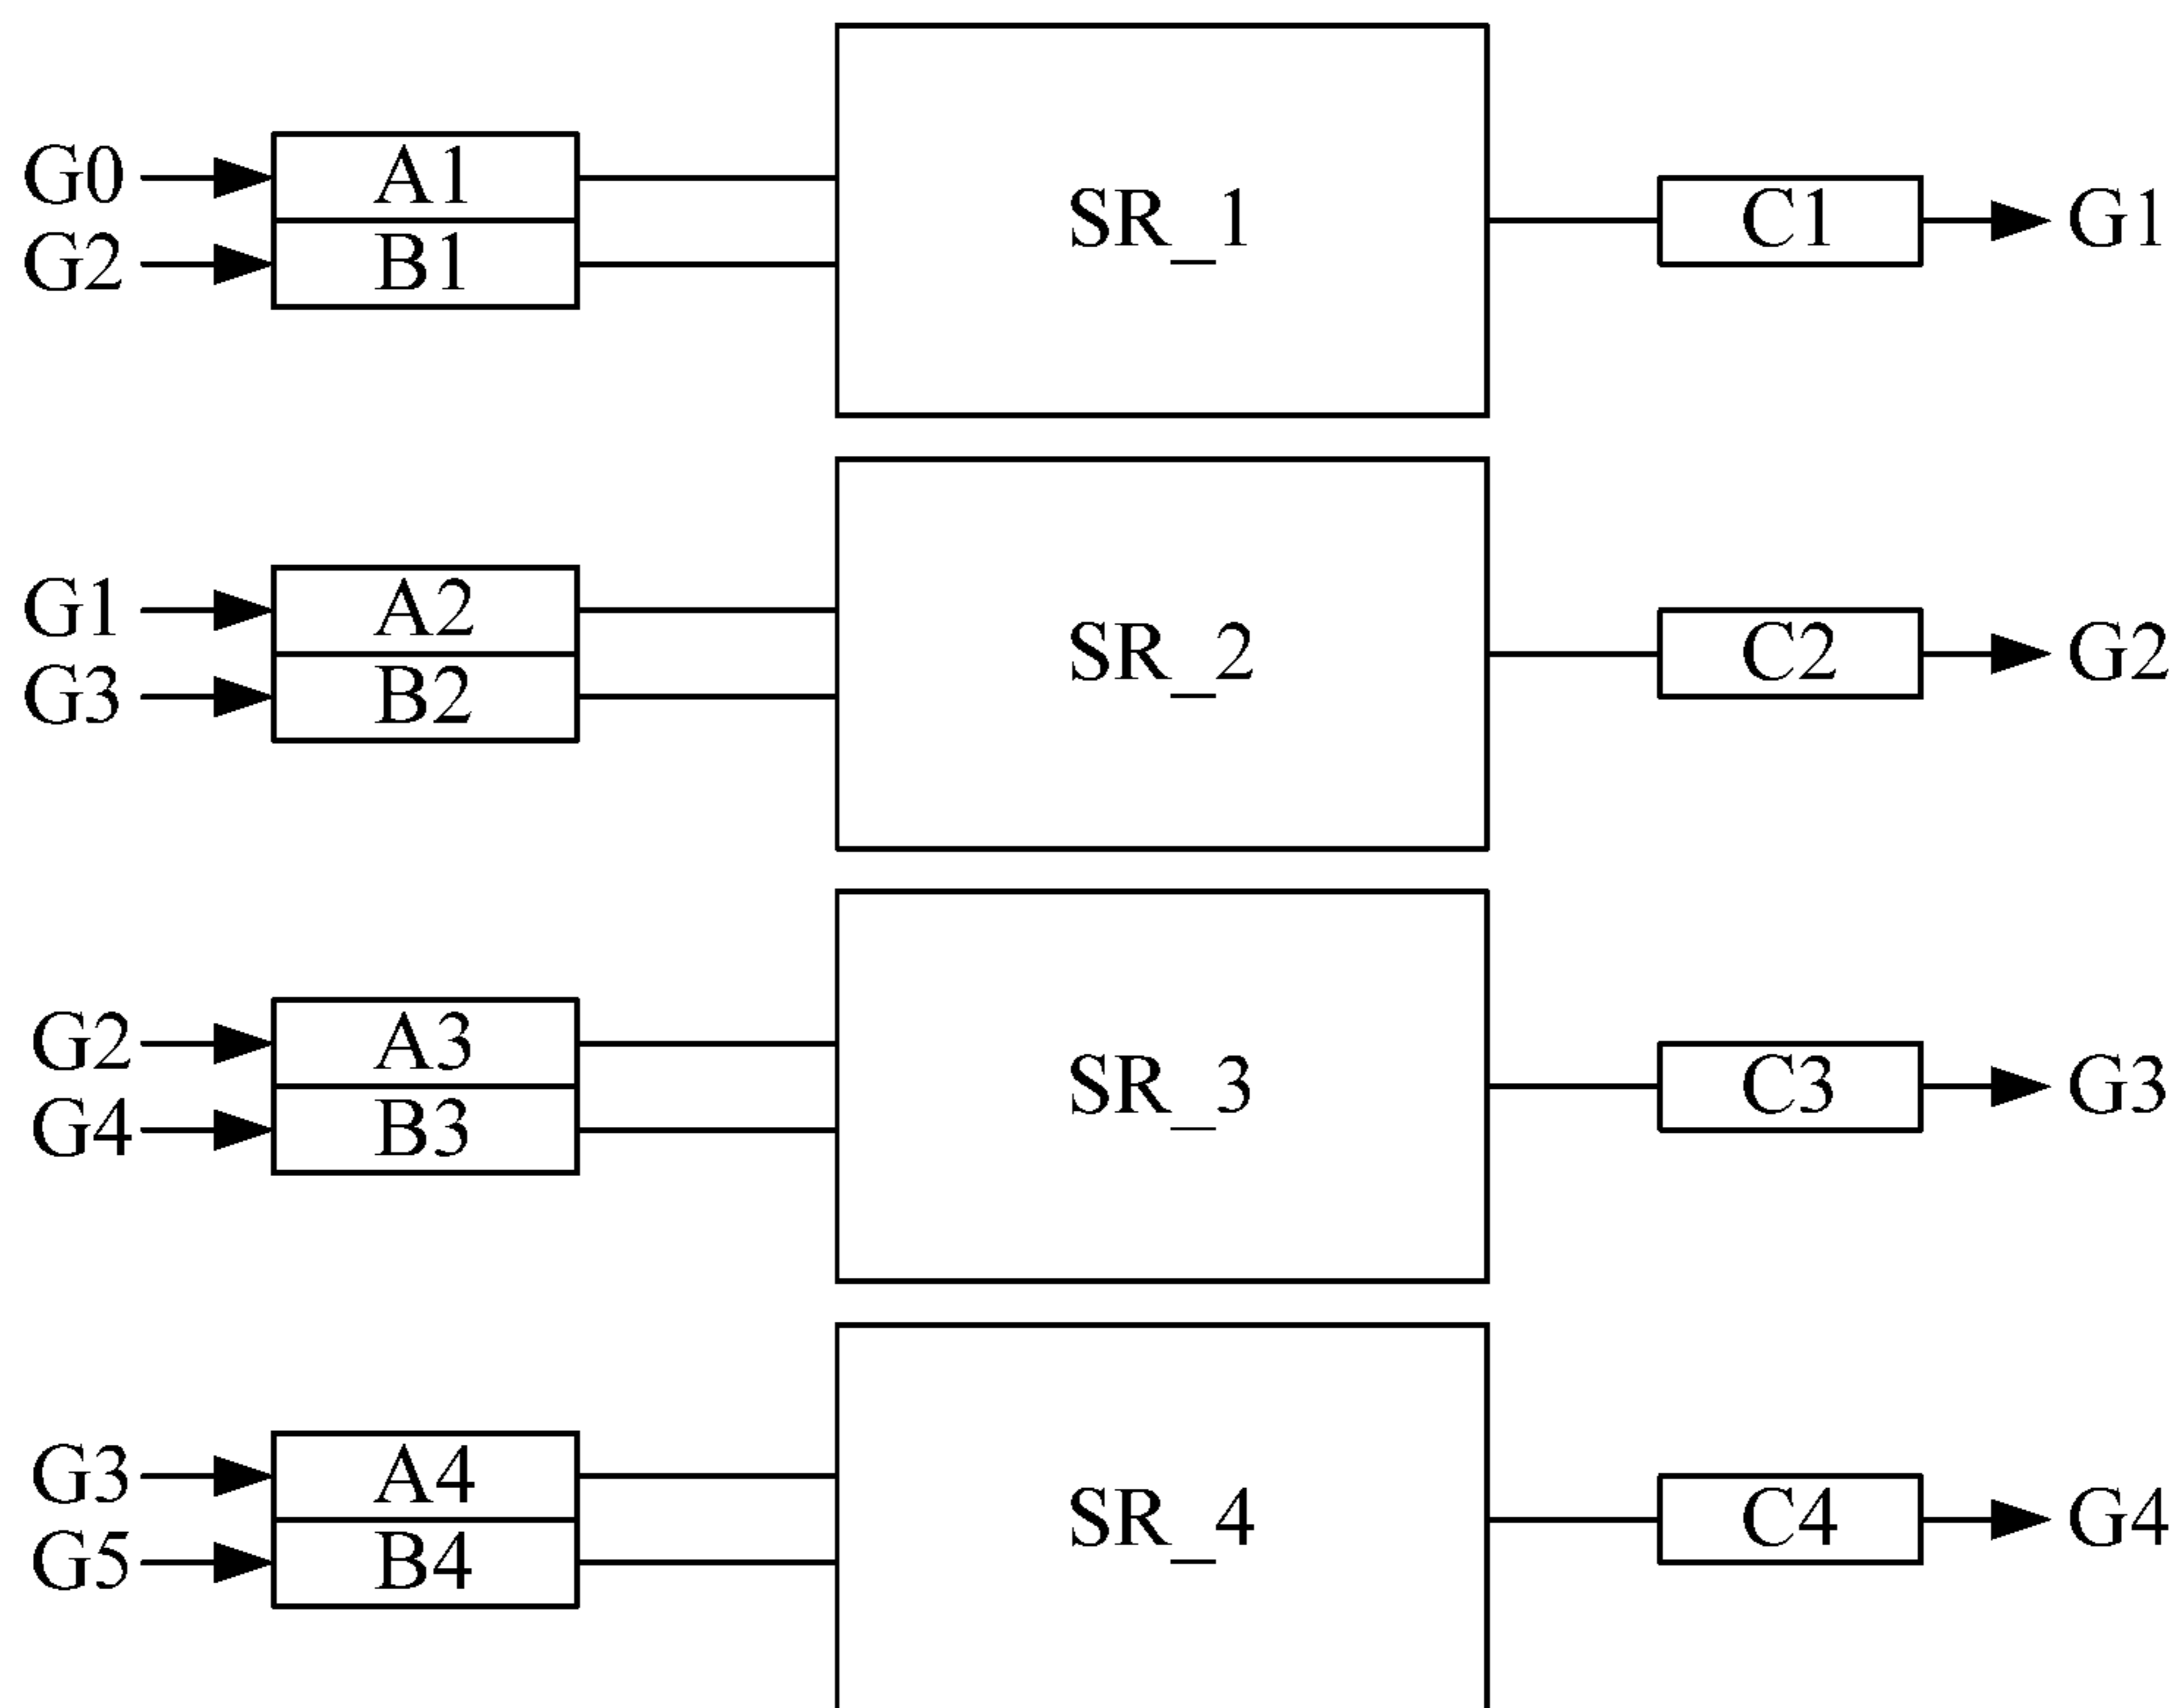 G0 A1
G2 B1
SR_1
C1 G1
G1 A2
G3 B2
SR_2
C2 G2
G2 A3
G4 B3
SR_3
C3 G3
G3 A4
G5 B4
SR_4
C4 G4